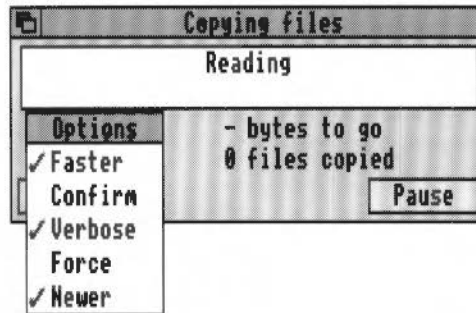 Copying files
Reading
- bytes to go
0 files copied
Pause
Options
✓ Faster
Confirm
✓ Verbose
Force
✓ Newer